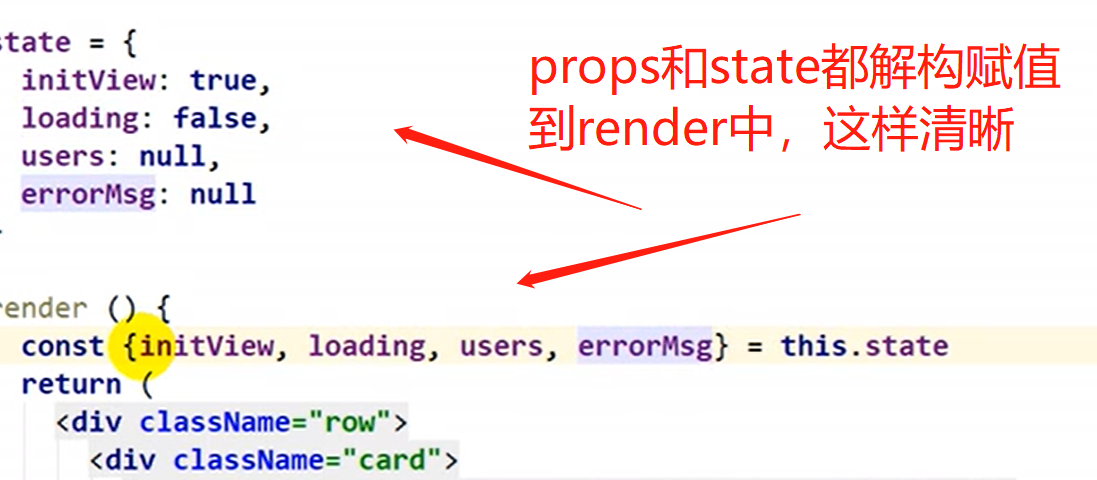 state = {
initView: true,
loading: false,
users: null,
errorMsg: null
props和state都解构赋值
到render中，这样清晰
render () {
const {initView, loading, users, errorMsg} = this.state
return (
<div className="row">
<div className="card">